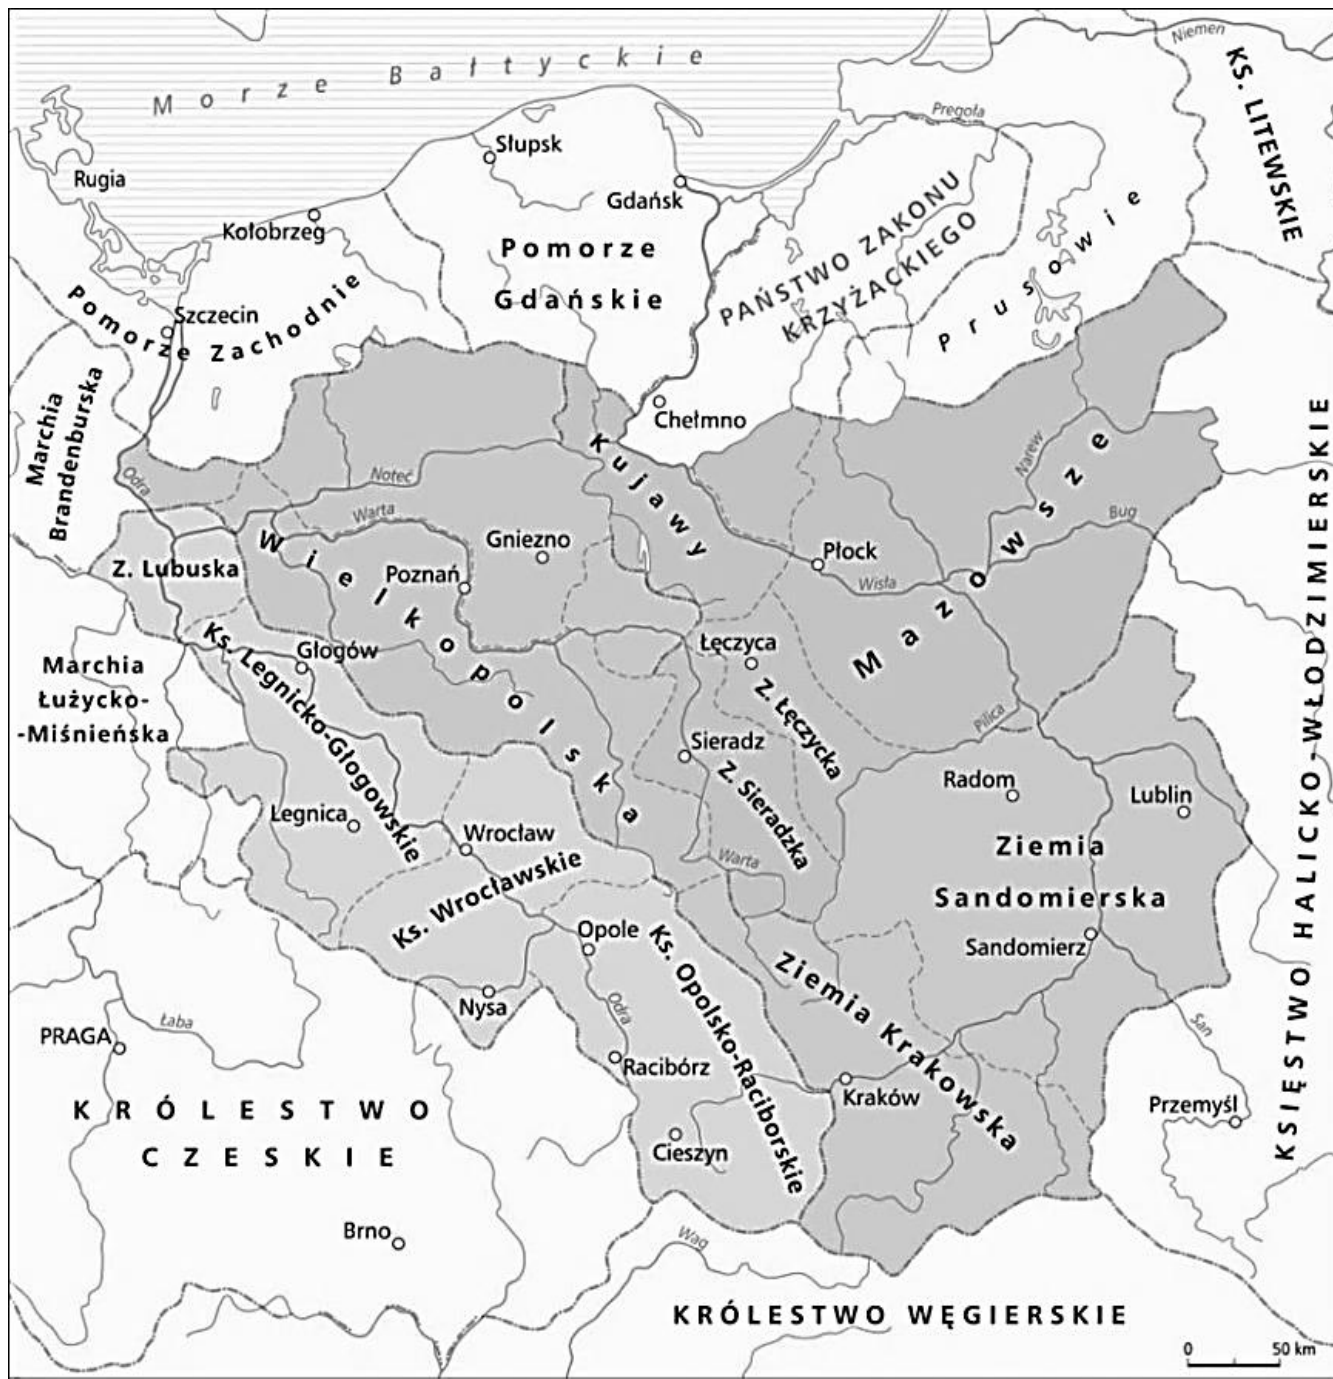 Morze Bałtyckie
Niemen
KS. LITEWSKIE
Pregoła
Słupsk
Rugia
Gdańsk
Kołobrzeg
Pomorze
Gdańskie
PAŃSTWO ZAKONU
KRZYŻACKIEGO
Prusowie
Szczecin
Pomorze Zachodnie
Marchia
Brandenburska
Chełmno
Kujawy
Narew
Mazowsze
Odra
Noteć
Warta
Bug
Gniezno
Wielkopolska
Płock
Z. Lubuska
Poznań
Wisła
KSIĘSTWO HALICKO-WŁODZIMIERSKIE
Ks. Legnicko-Głogowskie
Głogów
Łęczyca
Marchia
Łużycko-
-Miśnieńska
Z. Łęczycka
Pilica
Sieradz
Z. Sieradzka
Radom
Lublin
Legnica
Wrocław
Ziemia
Sandomierska
Warta
Ks. Wrocławskie
Opole
Ks. Opolsko-Raciborskie
Sandomierz
Ziemia Krakowska
Nysa
Odra
Łaba
San
PRAGA
Racibórz
Kraków
KRÓLESTWO
CZESKIE
Przemyśl
Cieszyn
Brno
Wag
KRÓLESTWO WĘGIERSKIE
0 50 km